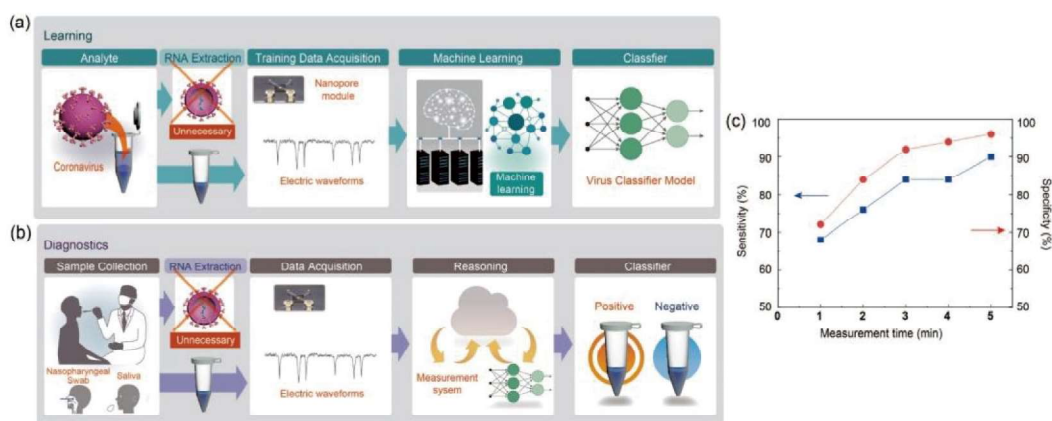 (a)
Learning
Analyte
RNA Extraction
Training Data Acquisition
Machine Learning
Classfier
Coronavirus
Unnecessary
Nanopore
module
Electric waveforms
Machine
learning
Virus Classifier Model
(b)
Diagnostics
Sample Collection
RNA Extraction
Data Acquisition
Reasoning
Classifier
Nasopharyngeal
Swab
Saliva
Unnecessary
Electric waveforms
Measurement
sysem
Positive
Negative
(c)
100
90
80
70
60
50
Sensitivity (%)
0 1 2 3 4 5
Measurement time (min)
100
90
80
70
60
50
Specificty (%)